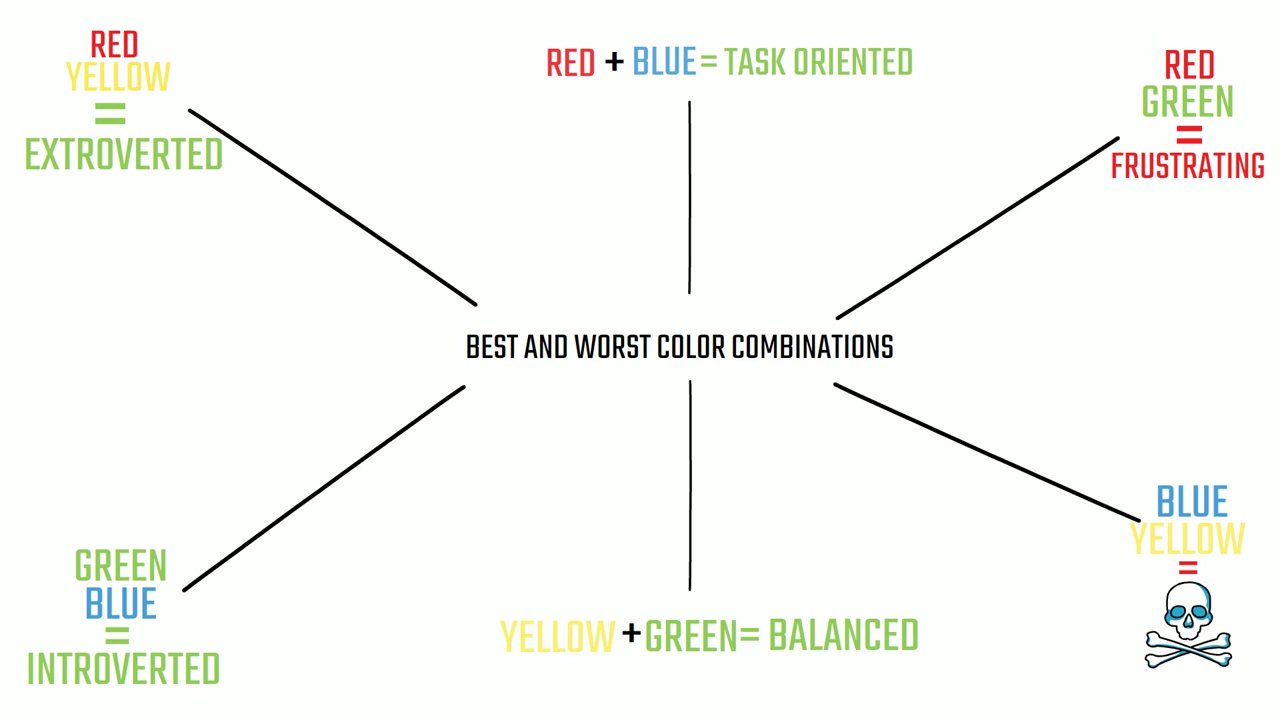 RED
YELLOW
=
EXTROVERTED
RED + BLUE = TASK ORIENTED
RED
GREEN
=
FRUSTRATING
BEST AND WORST COLOR COMBINATIONS
GREEN
BLUE
=
INTROVERTED
YELLOW + GREEN = BALANCED
BLUE
YELLOW
=